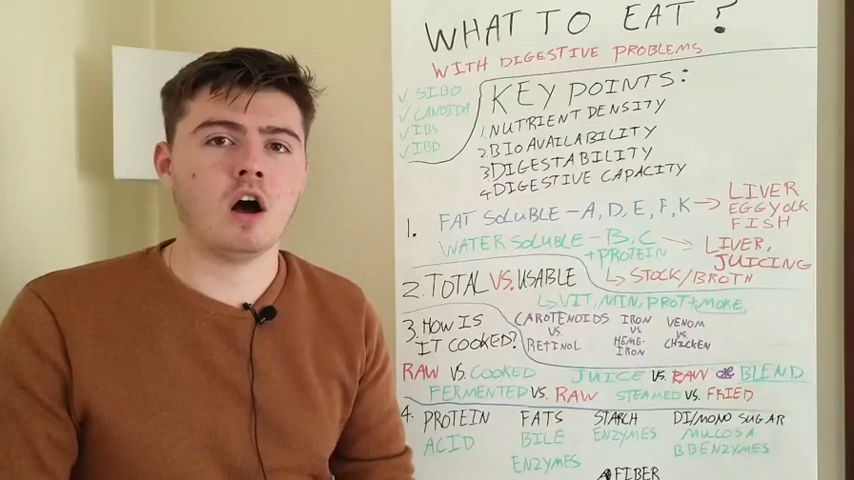 WHAT TO EAT?
WITH DIGESTIVE PROBLEMS
✓ SIBO
✓ CANDIDA
✓ IBS
✓ IBD
KEY POINTS:
1. NUTRIENT DENSITY
2. BIOAVAILABILITY
3 DIGESTABILITY
4 DIGESTIVE CAPACITY
1. FAT SOLUBLE - A, D, E, F, K → LIVER
EGGYOLK
FISH
WATER SOLUBLE - B, C → LIVER,
JUICING
+ PROTEIN
↳ STOCK/BROTH
2. TOTAL VS. USABLE
↳ VIT, MIN, PROT + MORE
CAROTENOIDS VS. RETINOL
IRON VS HEME-IRON
VENOM VS. CHICKEN
3. HOW IS
IT COOKED?
RAW VS. COOKED JUICE VS. RAW OR BLEND
FERMENTED VS. RAW STEAMED VS. FRIED
4. PROTEIN FATS STARCH DI/MONO SUGAR
ACID BILE ENZYMES MUCOSA
ENZYMES BBENZYMES
FIBER